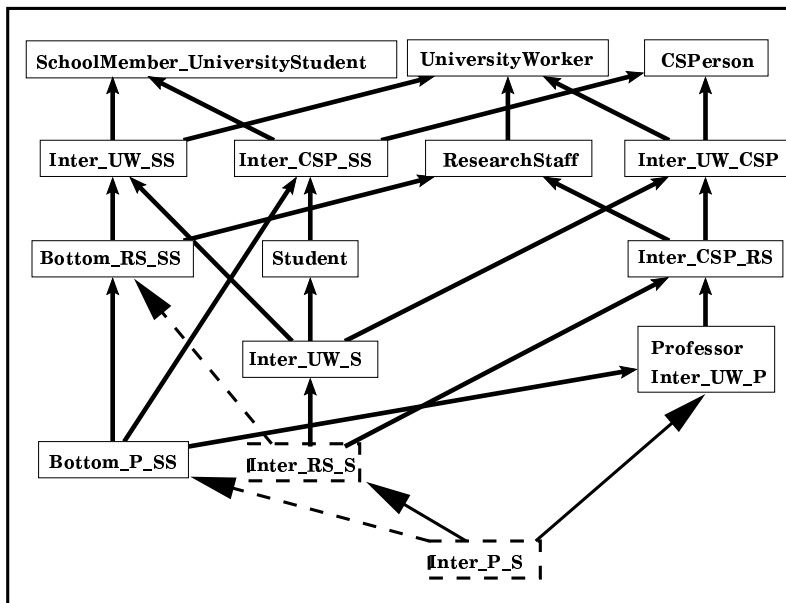 SchoolMember_UniversityStudent
UniversityWorker
CSPerson
Inter_UW_SS
Inter_CSP_SS
ResearchStaff
Inter_UW_CSP
Bottom_RS_SS
Student
Inter_CSP_RS
Inter_UW_S
Professor
Inter_UW_P
Bottom_P_SS
Inter_RS_S
Inter_P_S